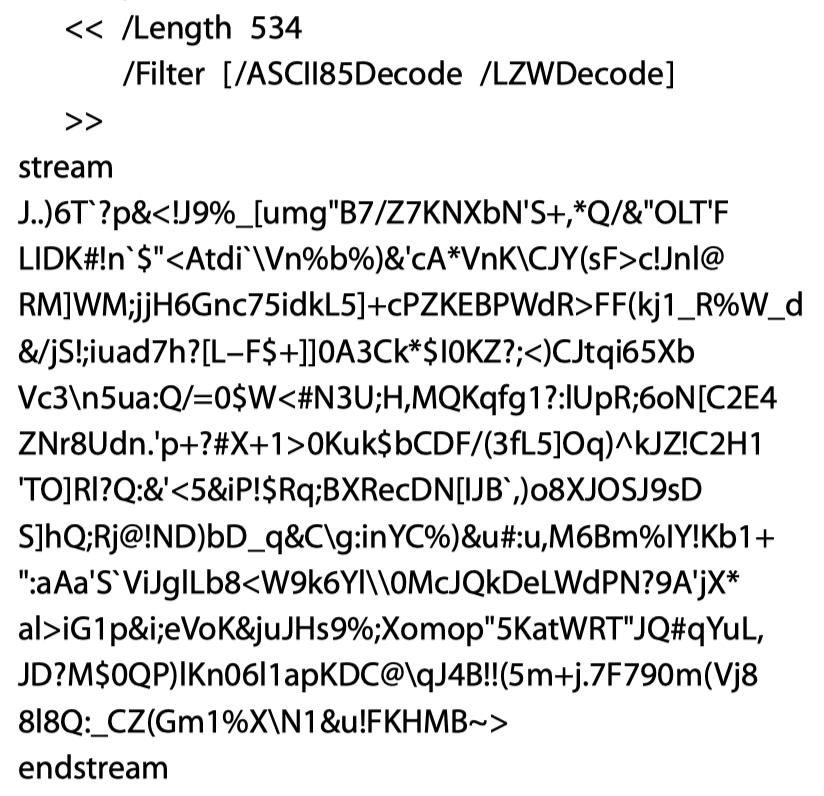 << /Length 534
/Filter [/ASCII85Decode /LZWDecode]
>>
stream
J..)6T`?p&<!J9%_[umg"B7/Z7KNXbN'S+,*Q/&"OLT'F
LIDK#!n`$"<Atdi`\Vn%b%)&'cA*VnK\CJY(sF>c!Jnl@
RM]WM;jjH6Gnc75idkL5]+cPZKEBPWdR>FF(kj1_R%W_d
&/jS!;iuad7h?[L–F$+]]0A3Ck*$I0KZ?;<)CJtqi65Xb
Vc3\n5ua:Q/=0$W<#N3U;H,MQKqfg1?:lUpR;6oN[C2E4
ZNr8Udn.'p+?#X+1>0Kuk$bCDF/(3fL5]Oq)^kJZ!C2H1
'TO]Rl?Q:&'<5&iP!$Rq;BXRecDN[IJB`,)o8XJOSJ9sD
S]hQ;Rj@!ND)bD_q&C\g:inYC%)&u#:u,M6Bm%IY!Kb1+
":aAa'S`ViJglLb8<W9k6Yl\\0McJQkDeLWdPN?9A'jX*
al>iG1p&i;eVoK&juJHs9%;Xomop"5KatWRT"JQ#qYuL,
JD?M$0QP)lKn06l1apKDC@\qJ4B!!(5m+j.7F790m(Vj8
8l8Q:_CZ(Gm1%X\N1&u!FKHMB~>
endstream